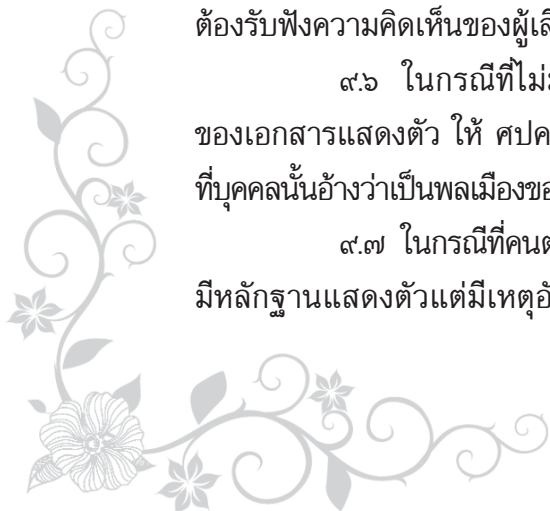 ต้องรับฟังความคิดเห็นของผู้เสี
๙.๖ ในกรณีที่ไม่
ของเอกสารแสดงตัว ให้ ศปค
ที่บุคคลนั้นอ้างว่าเป็นพลเมืองขอ
๙.๗ ในกรณีที่คนต
มีหลักฐานแสดงตัวแต่มีเหตุอั